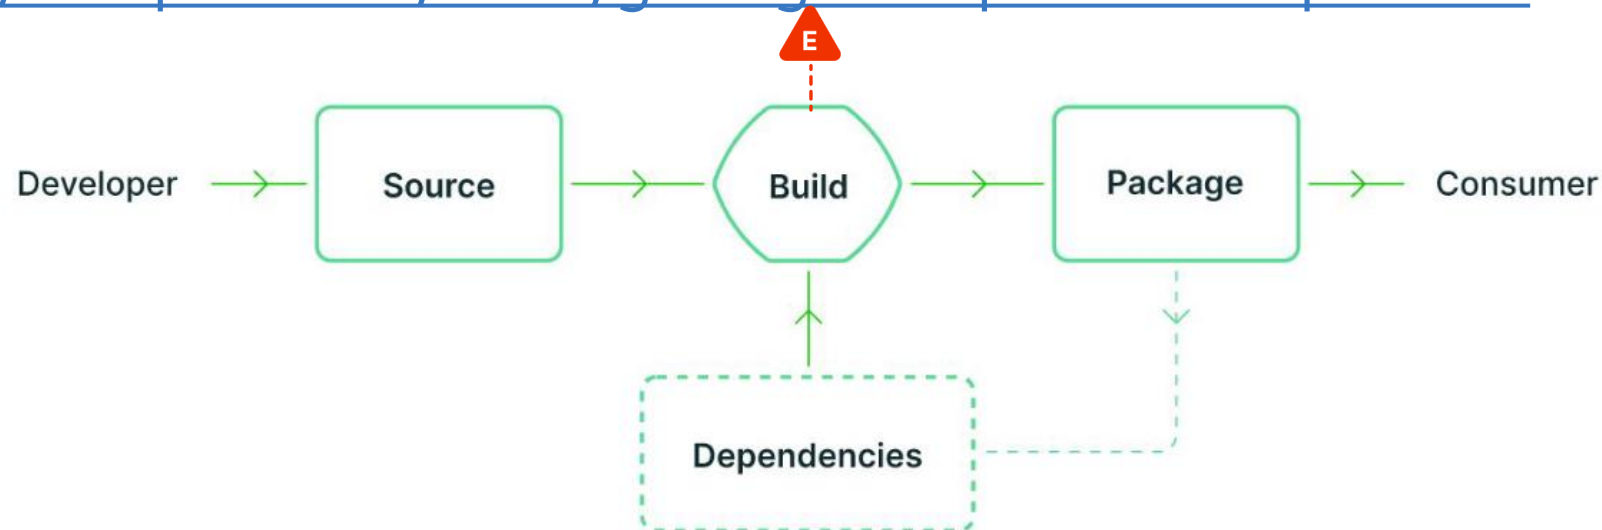 E
Developer
Source
Build
Package
Consumer
Dependencies